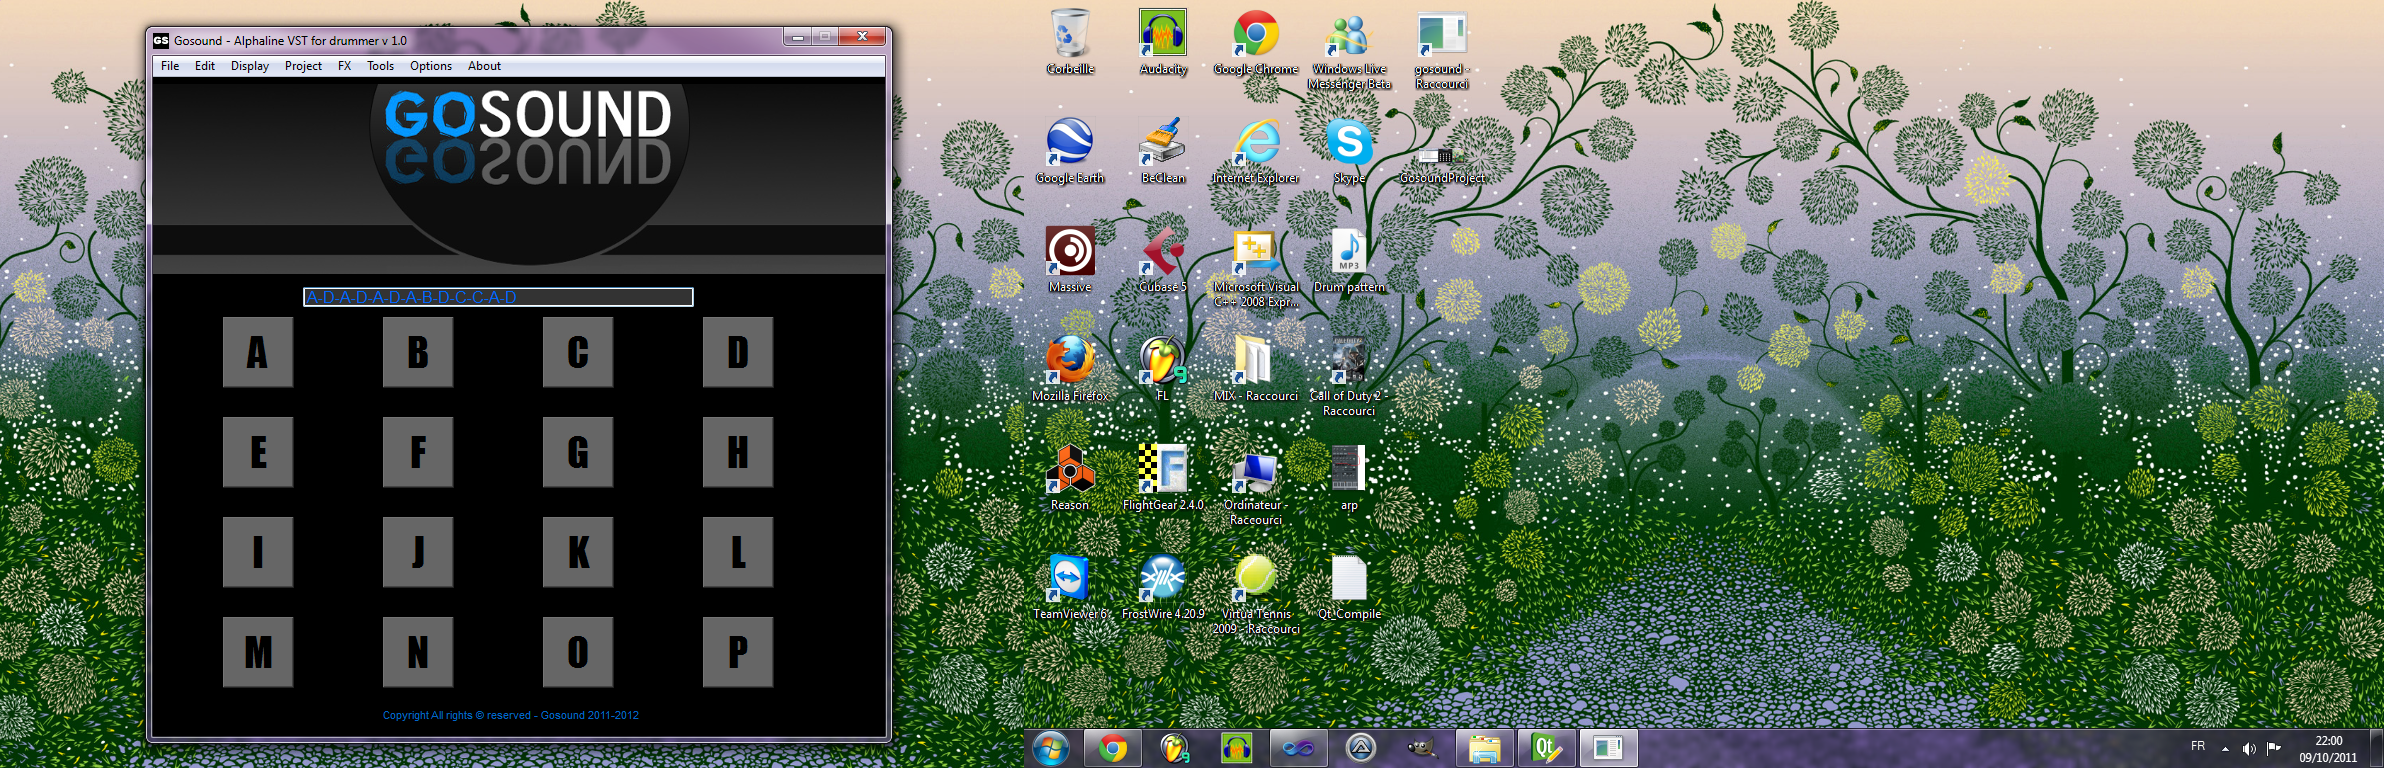 Gosound - Alphaline VST for drummer v 1.0
File Edit Display Project FX Tools Options About
GOSOUND
GOSOUND
A-D-A-D-A-D-A-B-D-C-C-A-D
A B C D
E F G H
I J K L
M N O P
Copyright All rights © reserved - Gosound 2011-2012
Corbeille
Audacity
Google Chrome
Windows Live
Messenger Beta
gosound -
Raccourci
Google Earth
BeClean
Internet Explorer
Skype
GosoundProject
Massive
Cubase 5
Microsoft Visual
C++ 2008 Expr...
MP3
Drum pattern
Mozilla Firefox
FL
MIX - Raccourci
Call of Duty 2 -
Raccourci
Reason
FlightGear 2.4.0
Ordinateur -
Raccourci
arp
TeamViewer 6
FrostWire 4.20.9
Virtua Tennis
2009 - Raccourci
Qt_Compile
FR
22:00
09/10/2011